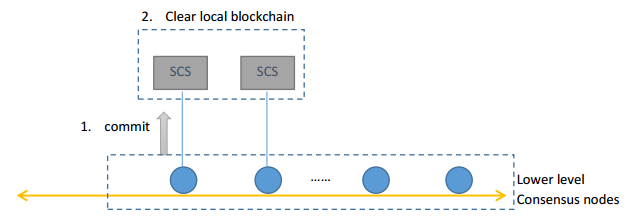 2. Clear local blockchain
SCS SCS
1. commit
......
Lower level
Consensus nodes